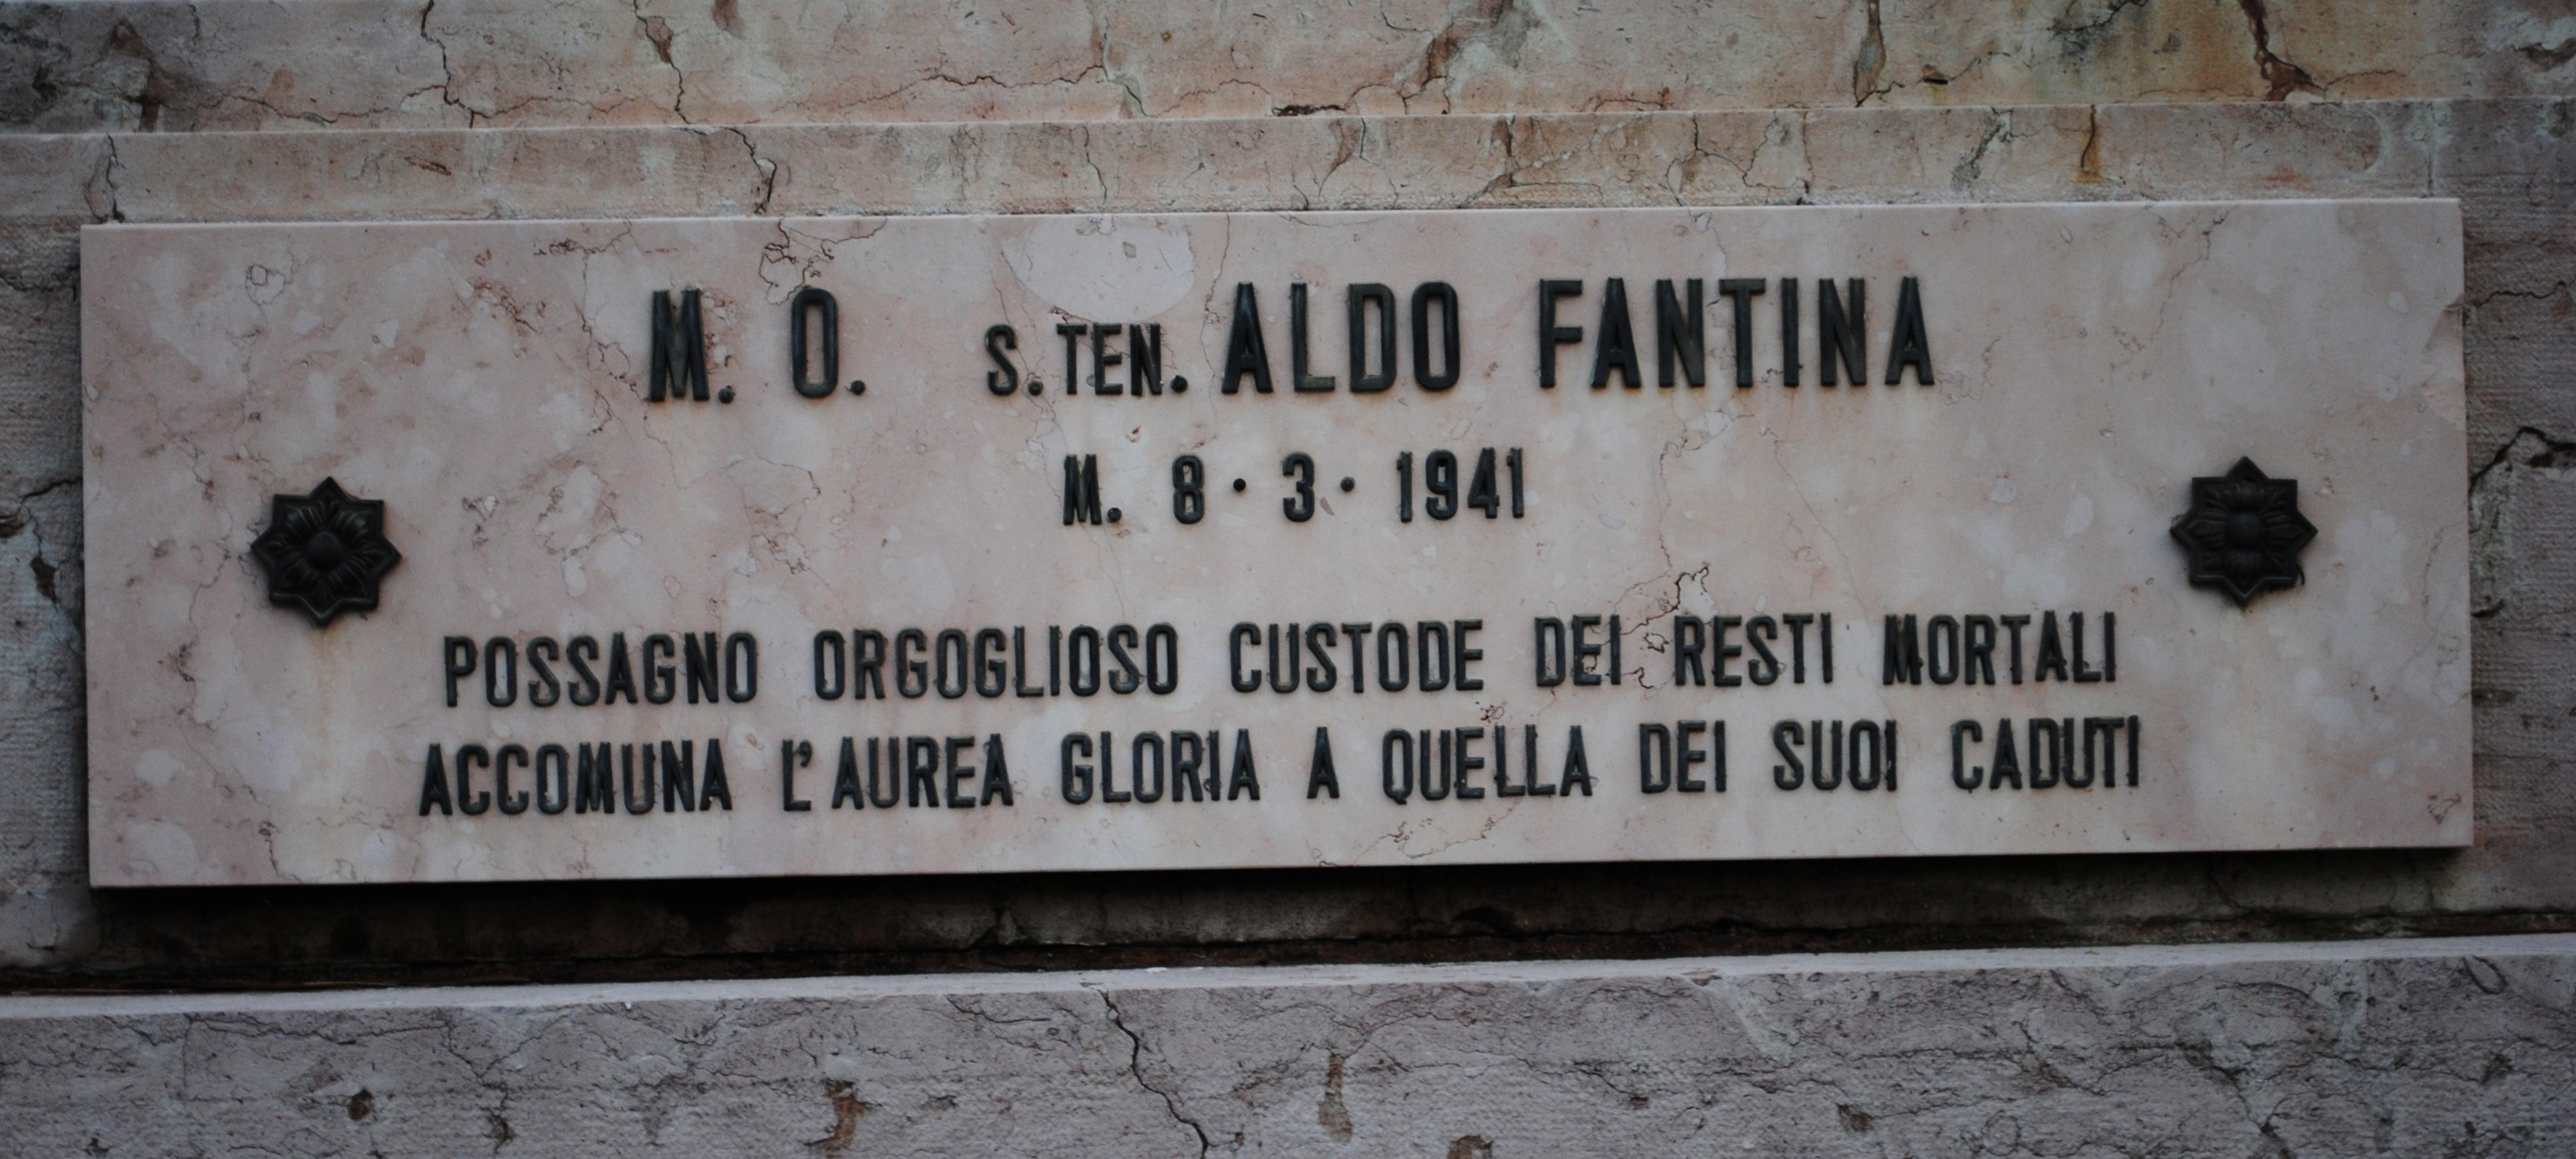 M. O. S. TEN. ALDO FANTINA
M. 8 · 3 · 1941
POSSAGNO ORGOGLIOSO CUSTODE DEI RESTI MORTALI
ACCOMUNA L'AUREA GLORIA A QUELLA DEI SUOI CADUTI